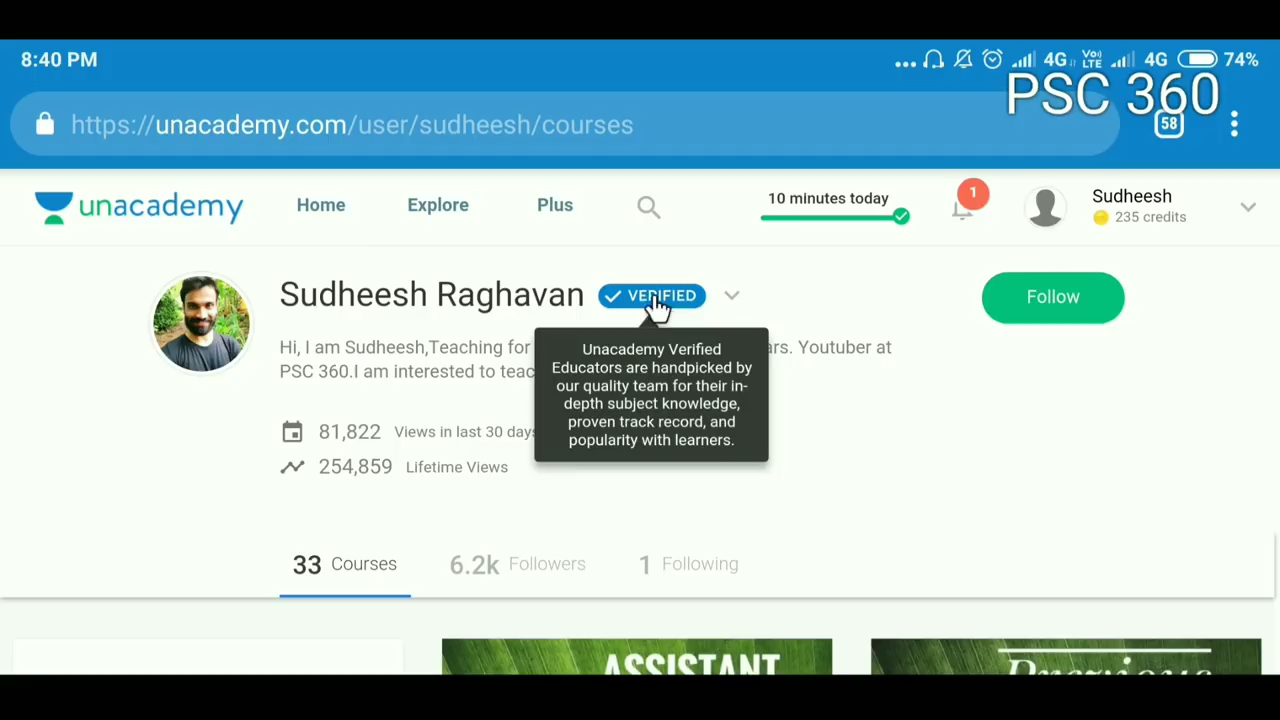 8:40 PM
4G VoLTE 4G 74%
PSC 360
https://unacademy.com/user/sudheesh/courses
58
unacademy Home Explore Plus 10 minutes today 1 Sudheesh
235 credits
Sudheesh Raghavan VERIFIED Follow
Hi, I am Sudheesh,Teaching for ars. Youtuber at
PSC 360.I am interested to teac
Unacademy Verified
Educators are handpicked by
our quality team for their in-
depth subject knowledge,
proven track record, and
popularity with learners.
81,822 Views in last 30 days
254,859 Lifetime Views
33 Courses 6.2k Followers 1 Following
ASSISTANT Previous